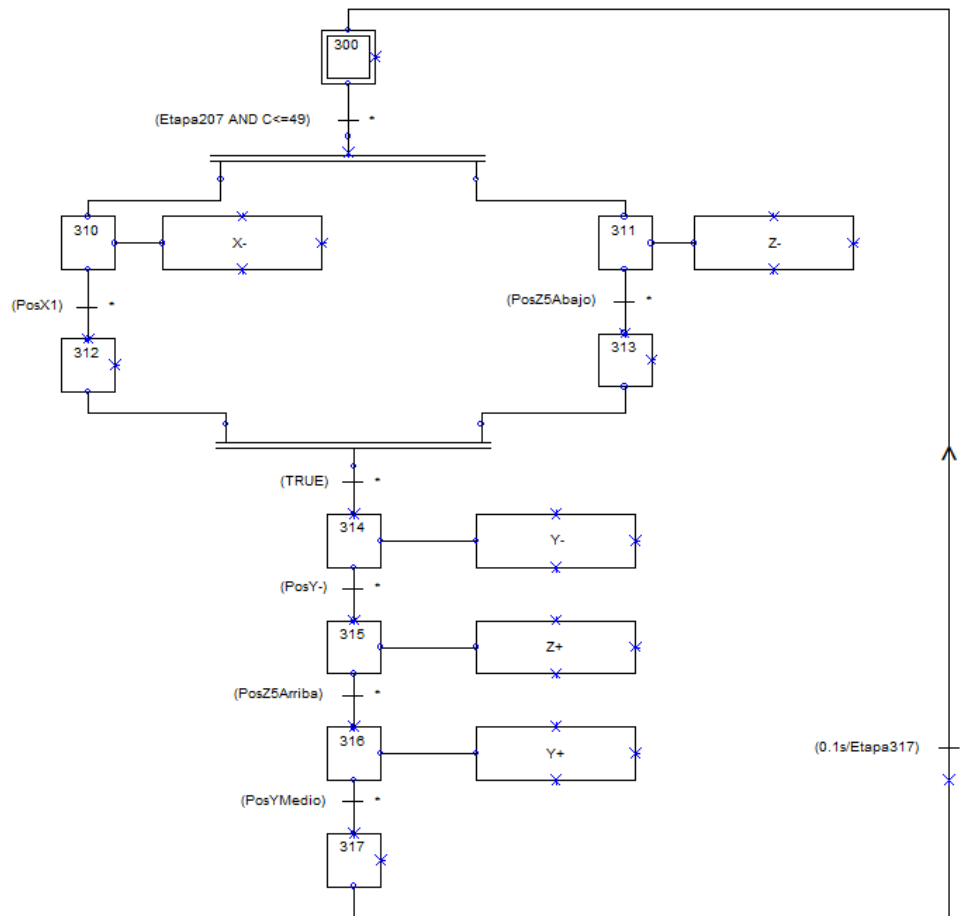 300
(Etapa207 AND C<=49)
*
310
X-
311
Z-
(PosX1)
*
(PosZ5Abajo)
*
312
313
(TRUE)
*
314
Y-
(PosY-)
*
315
Z+
(PosZ5Arriba)
*
316
Y+
(0.1s/Etapa317)
(PosYMedio)
*
317